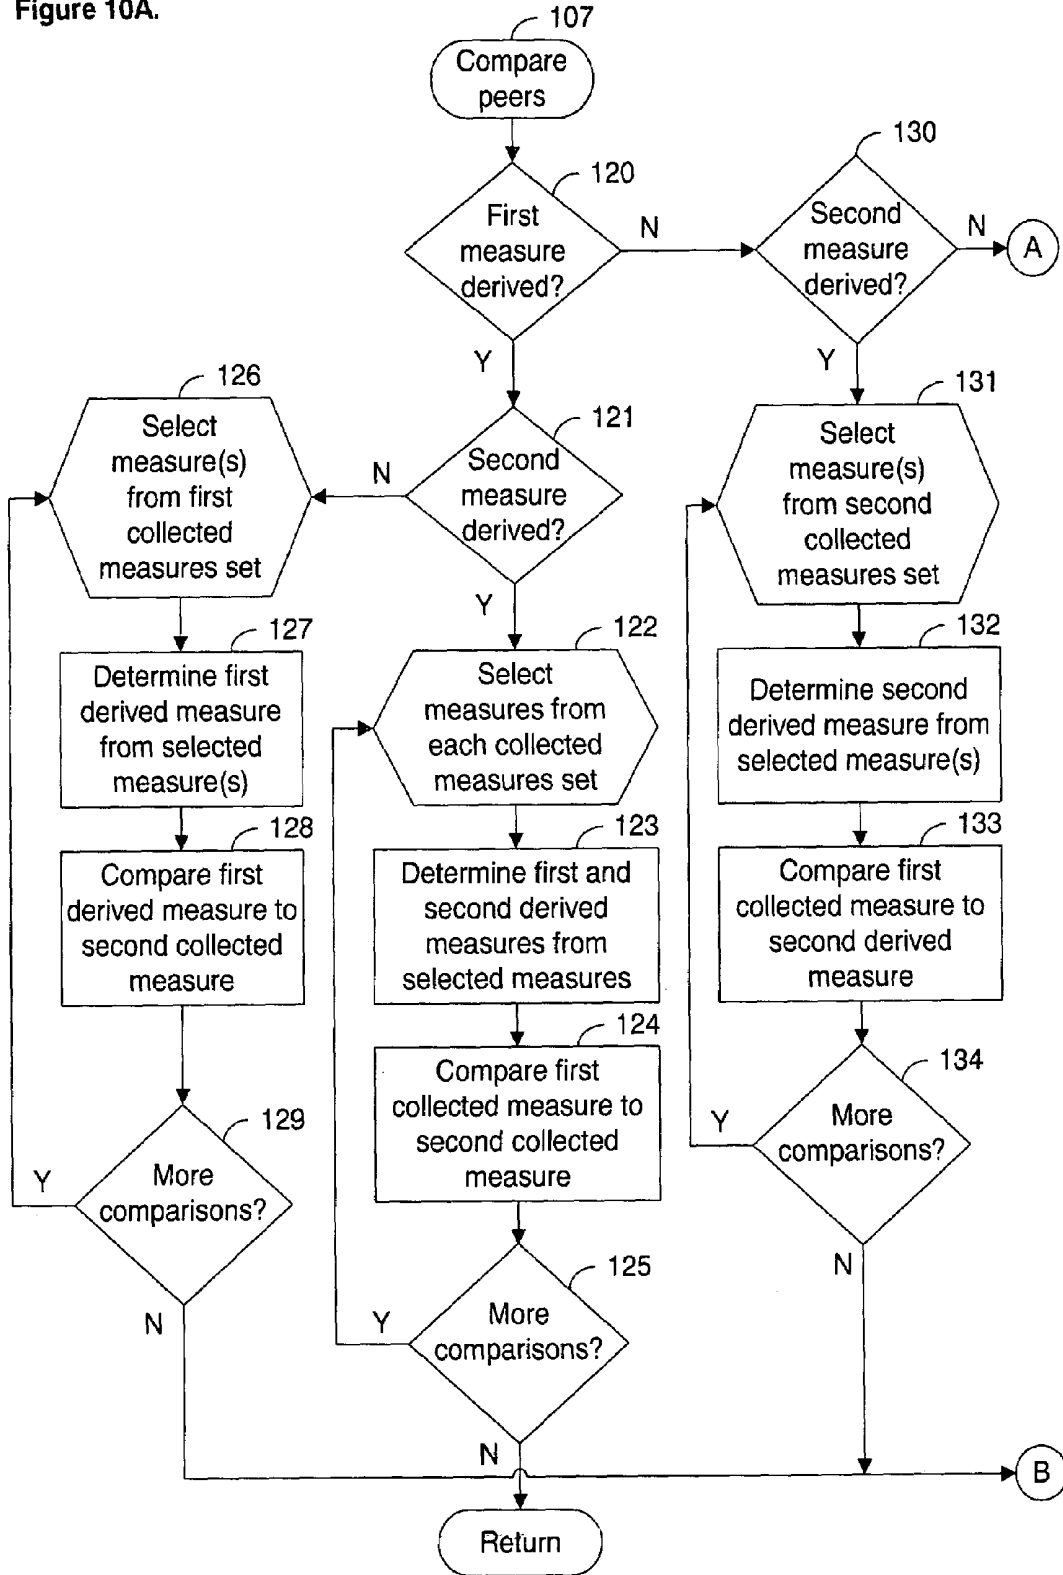 Figure 10A.
107
Compare
peers
120
First
measure
derived?
N
130
Second
measure
derived?
N
A
Y
Y
126
Select
measure(s)
from first
collected
measures set
N
121
Second
measure
derived?
Y
131
Select
measure(s)
from second
collected
measures set
127
Determine first
derived measure
from selected
measure(s)
122
Select
measures from
each collected
measures set
132
Determine second
derived measure from
selected measure(s)
128
Compare first
derived measure to
second collected
measure
123
Determine first and
second derived
measures from
selected measures
133
Compare first
collected measure to
second derived
measure
124
Compare first
collected measure to
second collected
measure
134
More
comparisons?
Y
N
129
More
comparisons?
Y
N
125
More
comparisons?
Y
N
B
Return